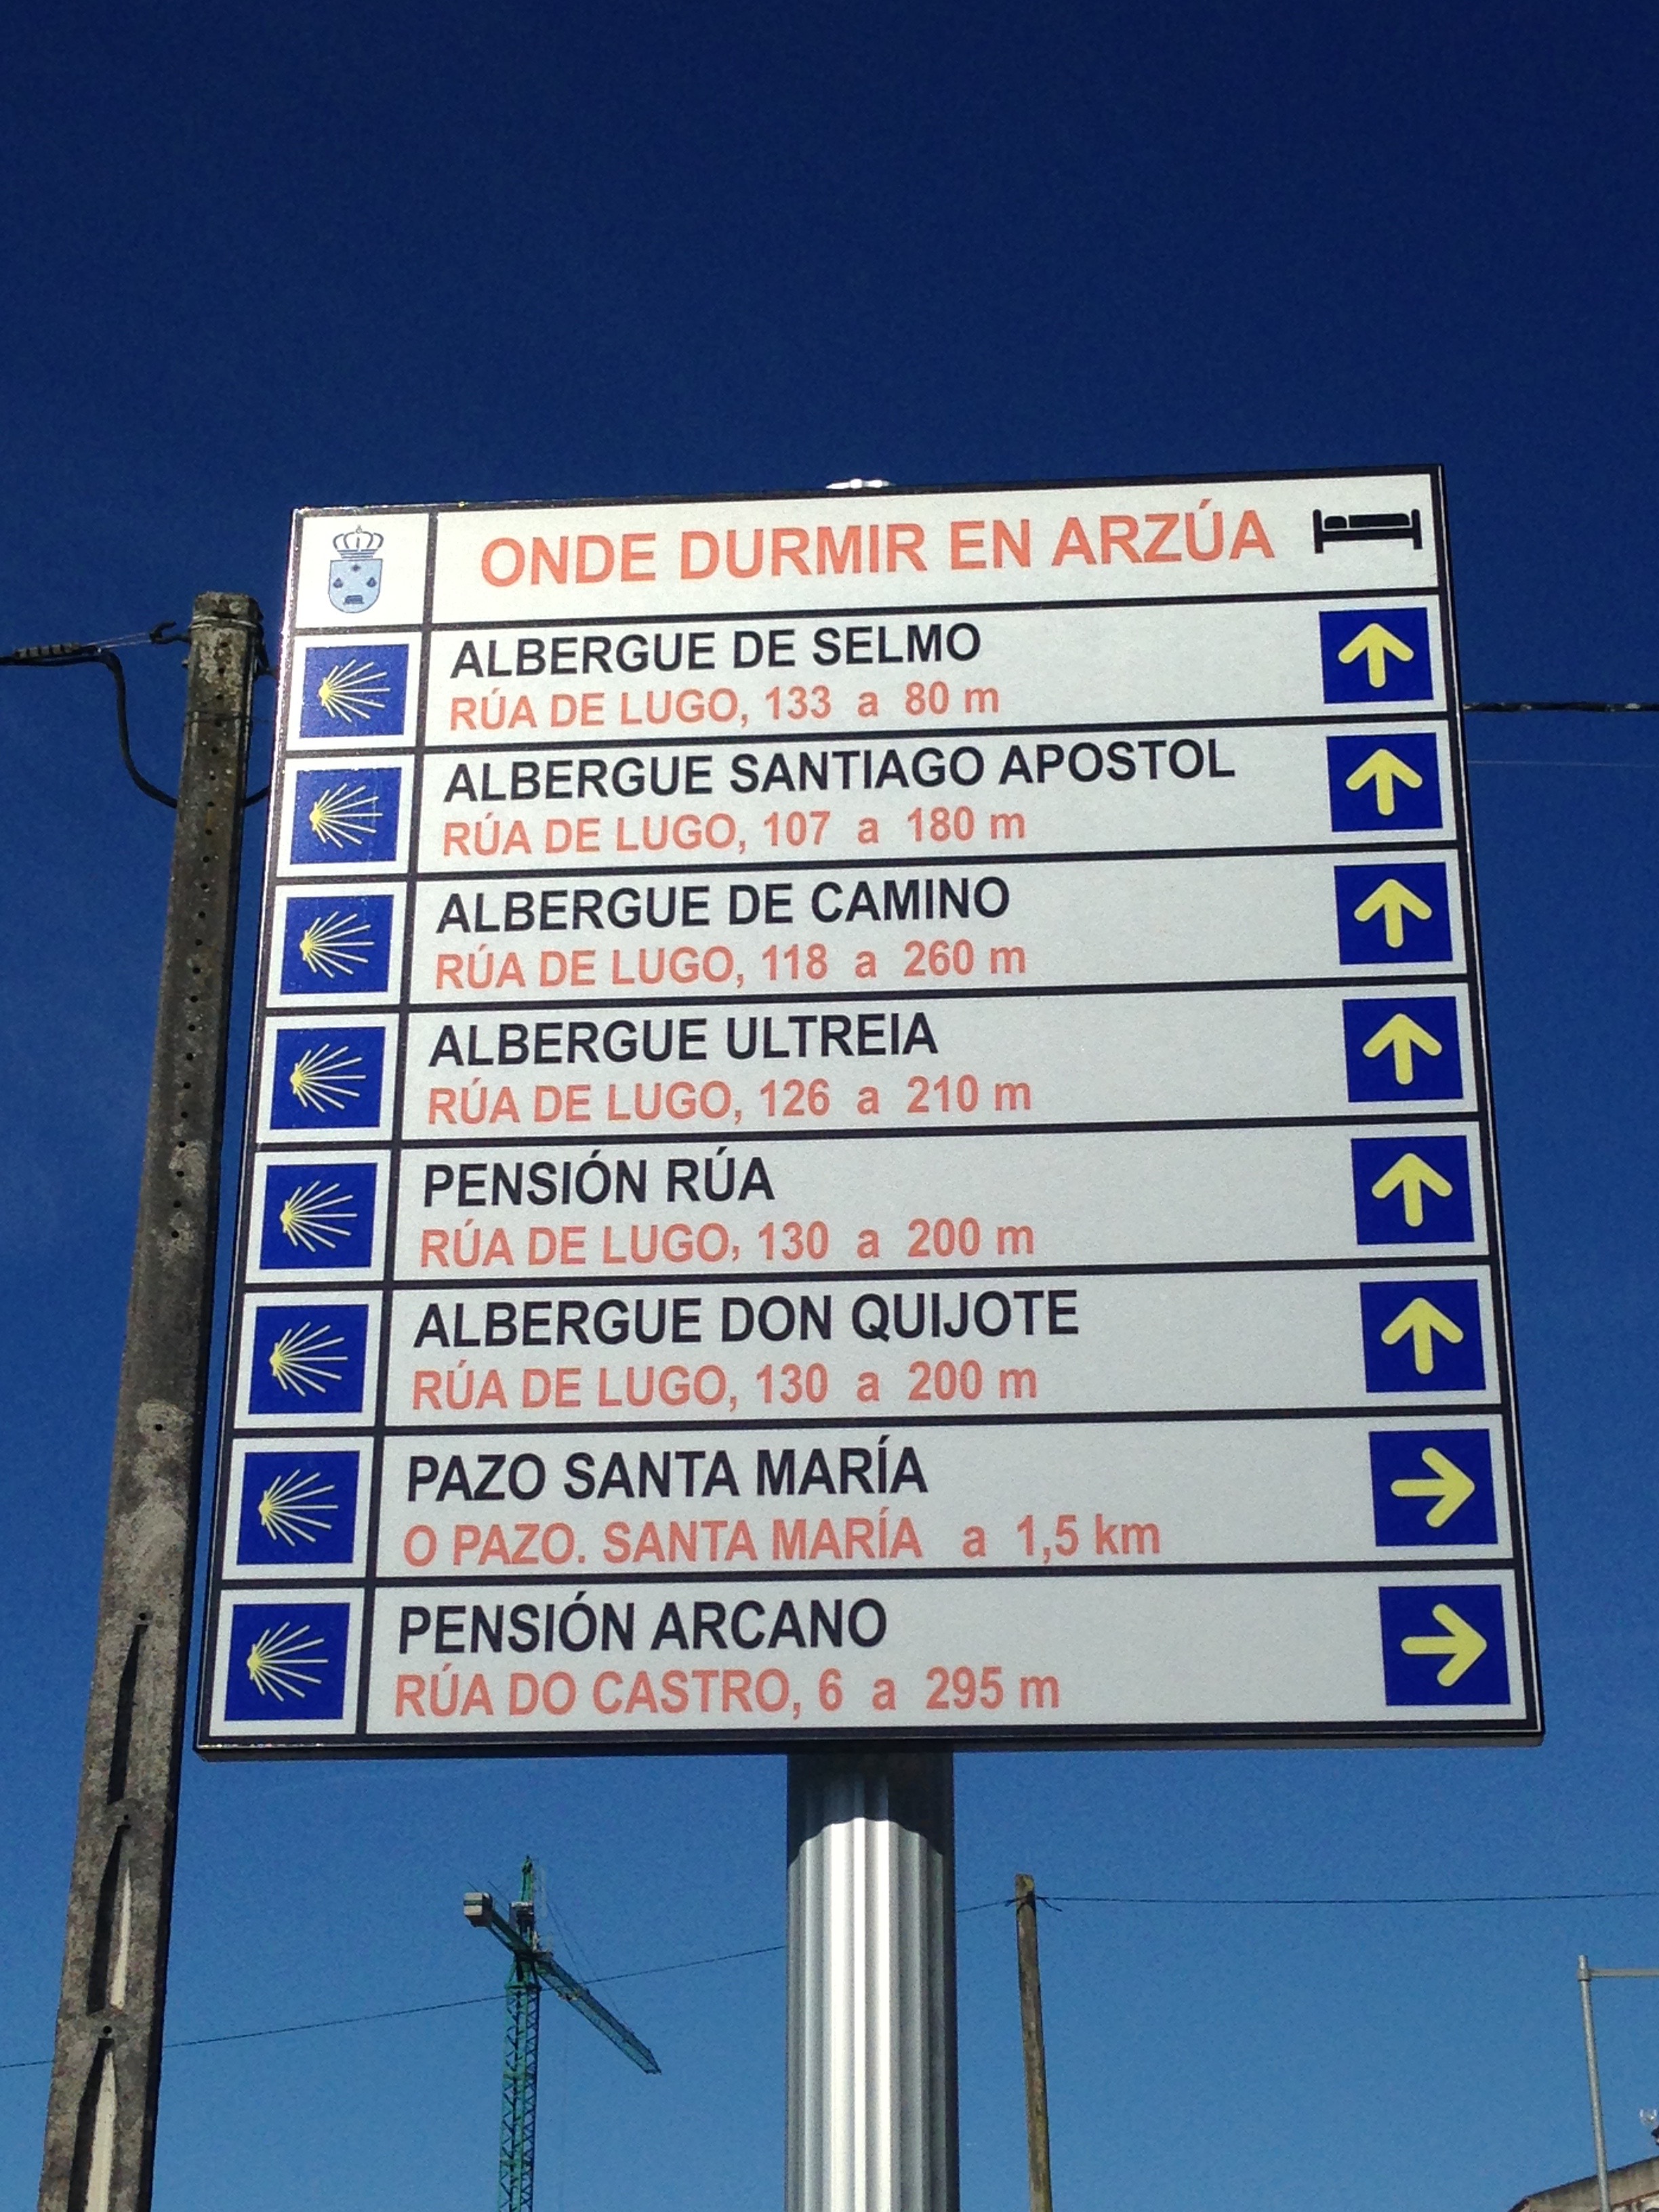 ONDE DURMIR EN ARZÚA
ALBERGUE DE SELMO
RÚA DE LUGO, 133 a 80 m
ALBERGUE SANTIAGO APOSTOL
RÚA DE LUGO, 107 a 180 m
ALBERGUE DE CAMINO
RÚA DE LUGO, 118 a 260 m
ALBERGUE ULTREIA
RÚA DE LUGO, 126 a 210 m
PENSIÓN RÚA
RÚA DE LUGO, 130 a 200 m
ALBERGUE DON QUIJOTE
RÚA DE LUGO, 130 a 200 m
PAZO SANTA MARÍA
O PAZO. SANTA MARÍA a 1,5 km
PENSIÓN ARCANO
RÚA DO CASTRO, 6 a 295 m